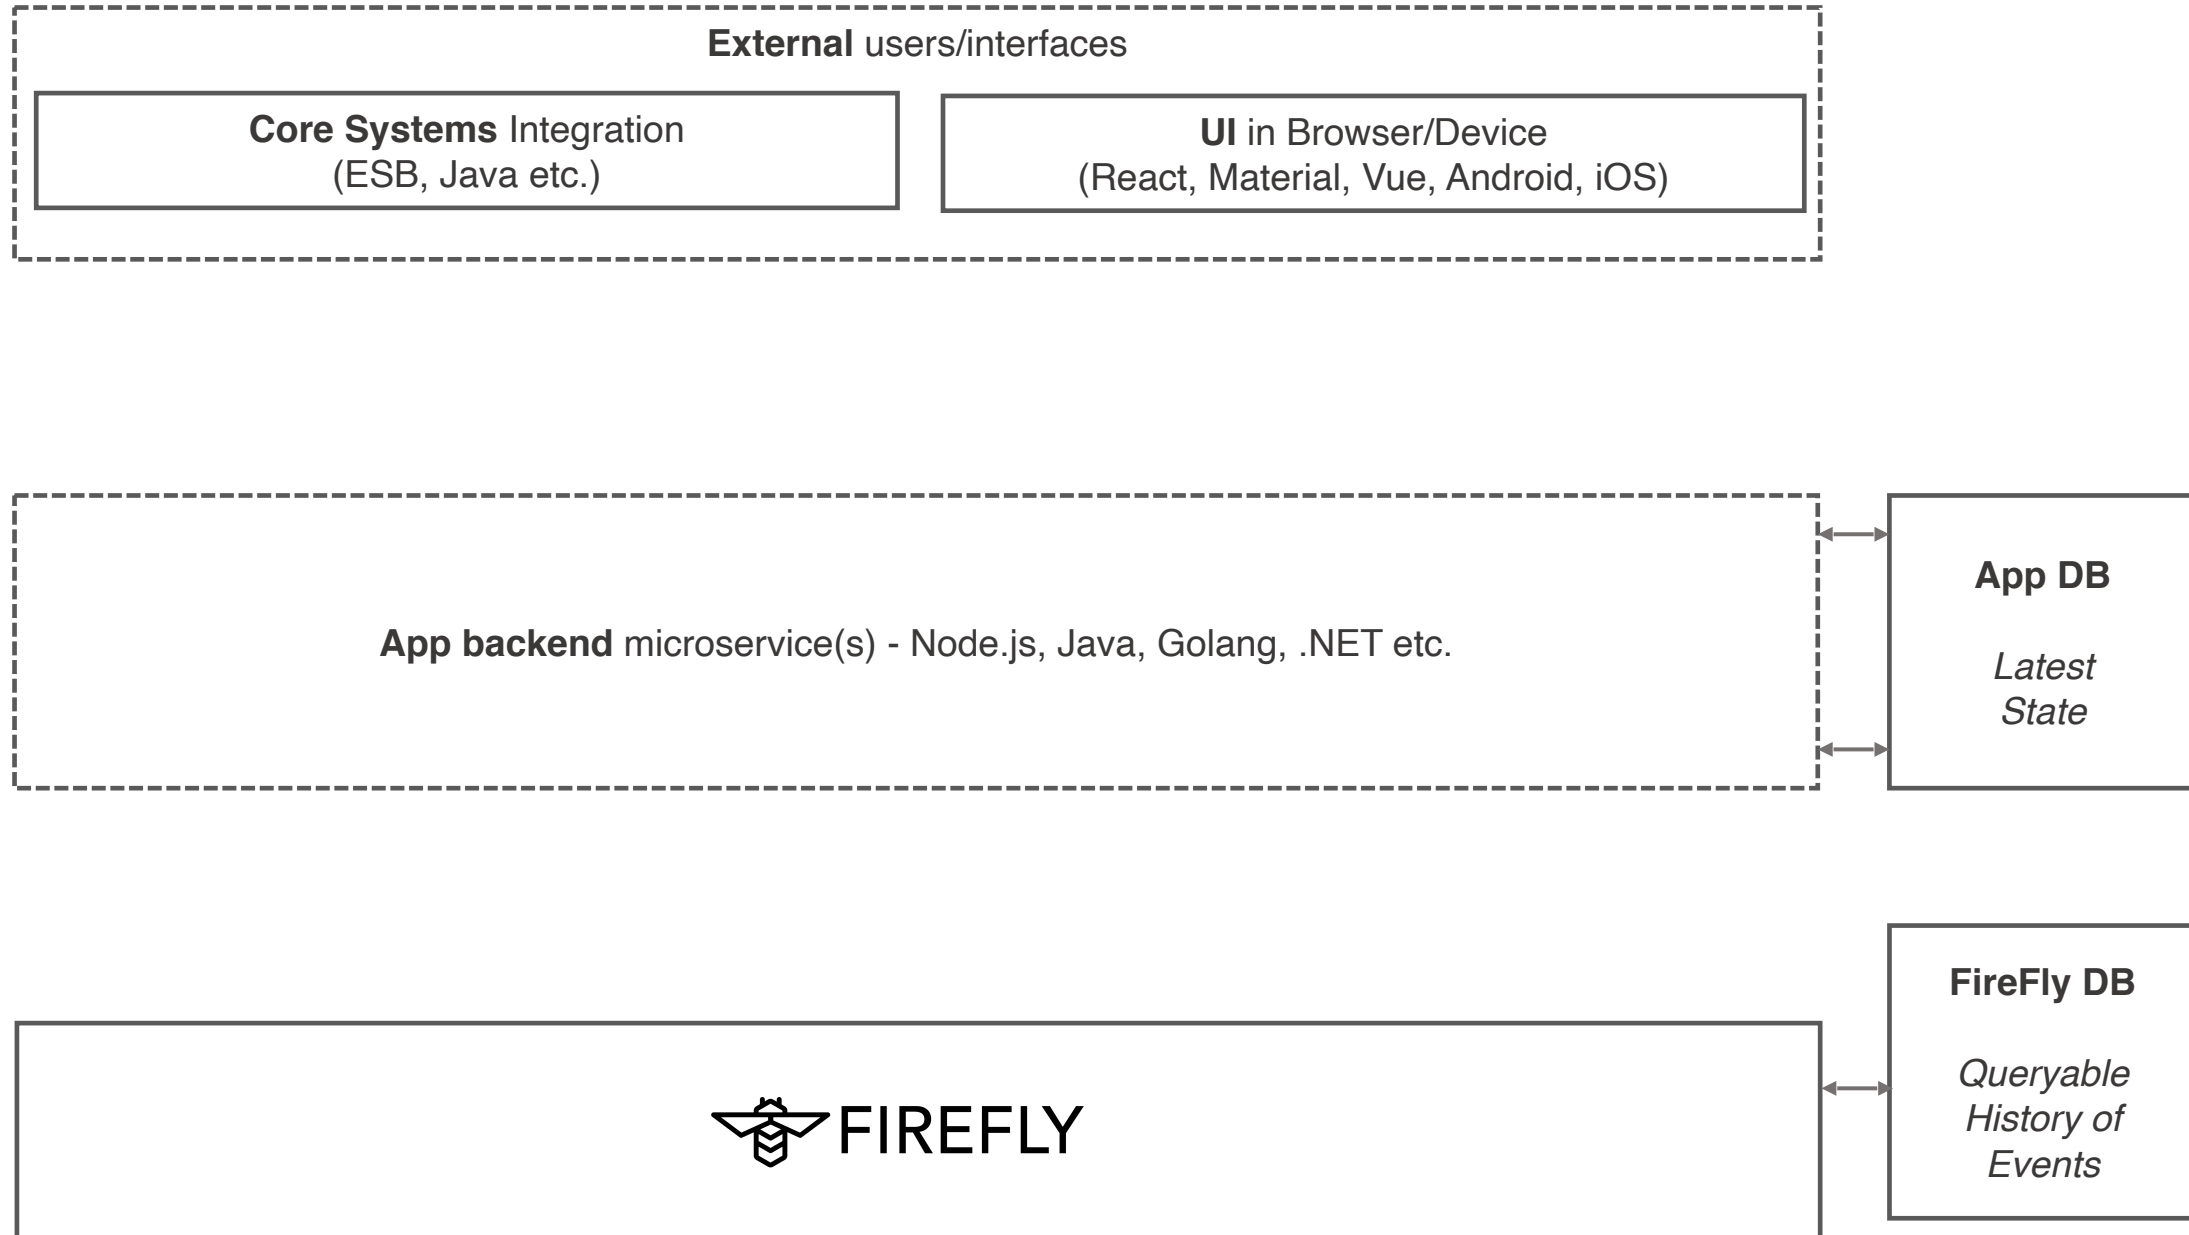 External users/interfaces
Core Systems Integration
(ESB, Java etc.)
UI in Browser/Device
(React, Material, Vue, Android, iOS)
App backend microservice(s) - Node.js, Java, Golang, .NET etc.
App DB
Latest
State
FireFly DB
Queryable
History of
Events
FIREFLY